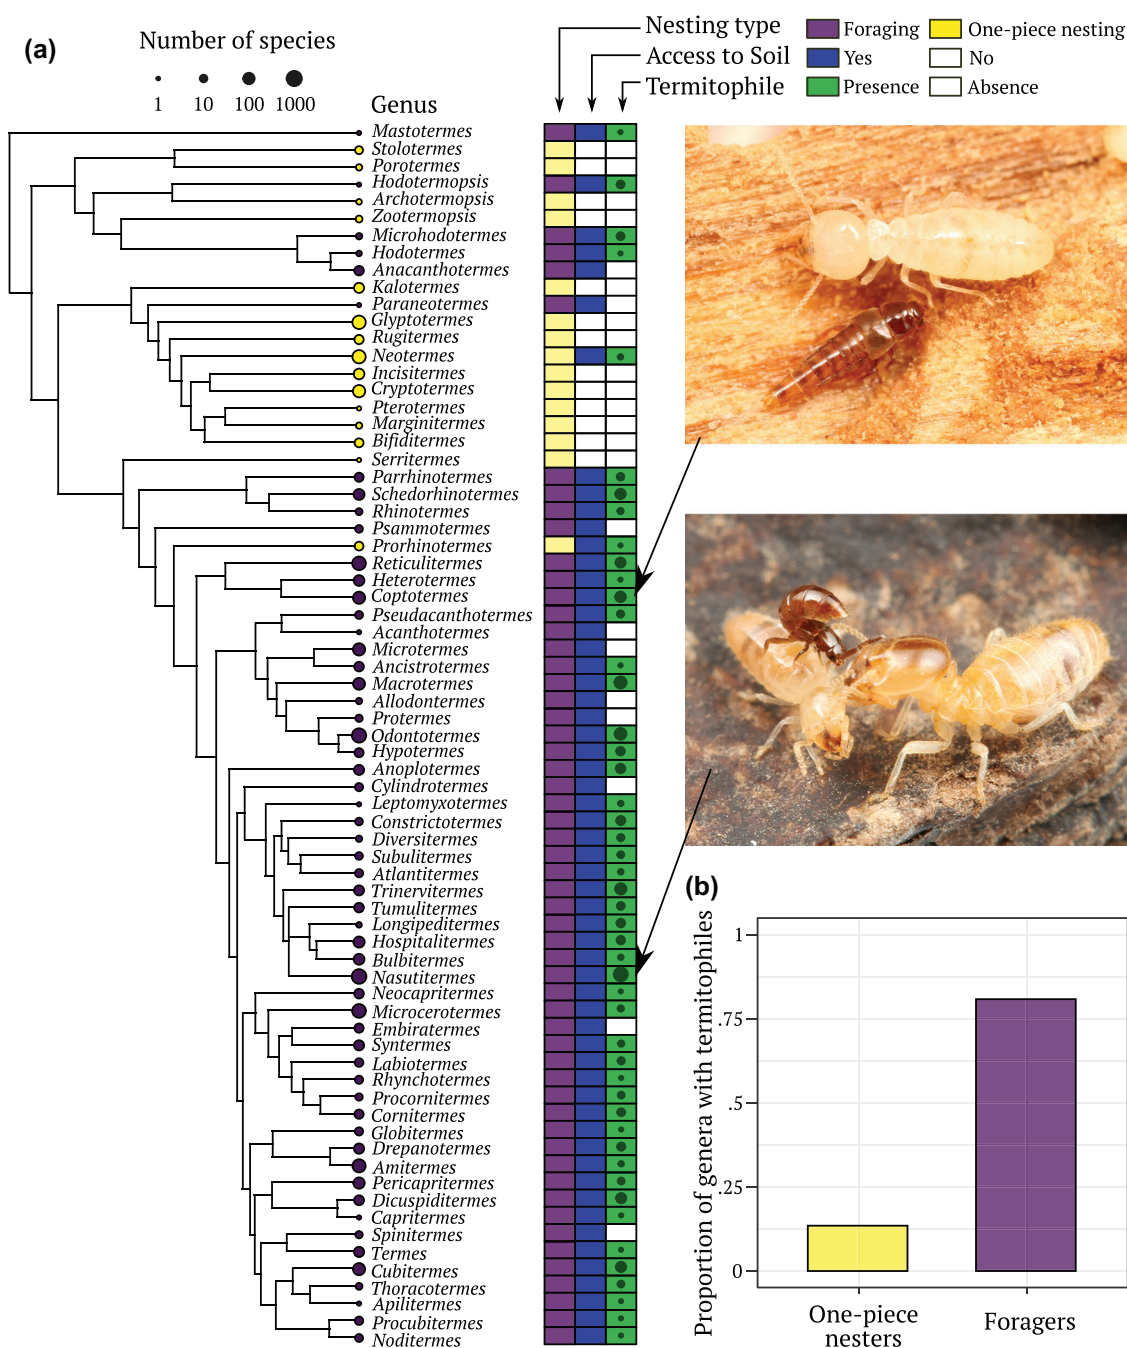 (a)
Number of species
1 10 100 1000
Genus
Nesting type
Access to Soil
Termitophile
Foraging One-piece nesting
Yes No
Presence Absence
Mastotermes
Stolotermes
Porotermes
Hodotermopsis
Archotermopsis
Zootermopsis
Microhodotermes
Hodotermes
Anacanthotermes
Kalotermes
Paraneotermes
Glyptotermes
Rugitermes
Neotermes
Incisitermes
Cryptotermes
Pterotermes
Marginitermes
Bifiditermes
Serritermes
Parrhinotermes
Schedorhinotermes
Rhinotermes
Psammotermes
Prorhinotermes
Reticulitermes
Heterotermes
Coptotermes
Pseudacanthotermes
Acanthotermes
Microtermes
Ancistrotermes
Macrotermes
Allodontermes
Protermes
Odontotermes
Hypotermes
Anoplotermes
Cylindrotermes
Leptomyxotermes
Constrictotermes
Diversitermes
Subulitermes
Atlantitermes
Trinervitermes
Tumulitermes
Longipeditermes
Hospitalitermes
Bulbitermes
Nasutitermes
Neocapritermes
Microcerotermes
Embiratermes
Syntermes
Labiotermes
Rhynchotermes
Procornitermes
Cornitermes
Globitermes
Drepanotermes
Amitermes
Pericapritermes
Dicuspiditermes
Capritermes
Spinitermes
Termes
Cubitermes
Thoracotermes
Apilitermes
Procubitermes
Noditermes
(b)
Proportion of genera with termitophiles
1
.75
.5
.25
0
One-piece
nesters
Foragers